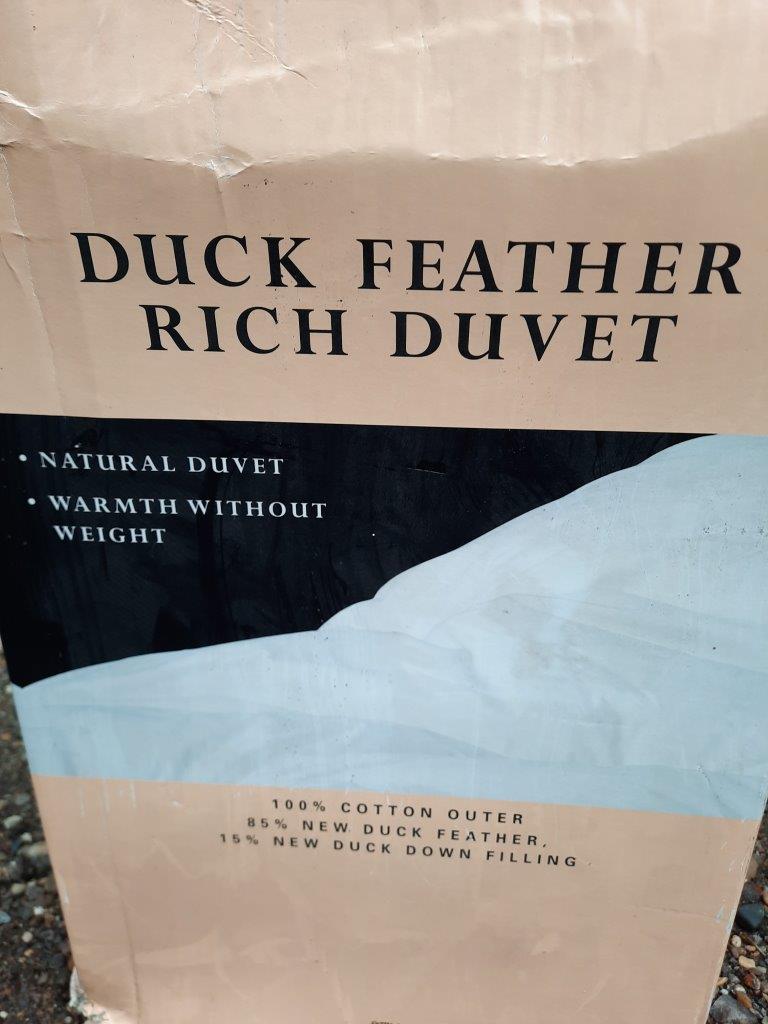 DUCK FEATHER
RICH DUVET
• NATURAL DUVET
• WARMTH WITHOUT
WEIGHT
100% COTTON OUTER
85% NEW DUCK FEATHER,
15% NEW DUCK DOWN FILLING